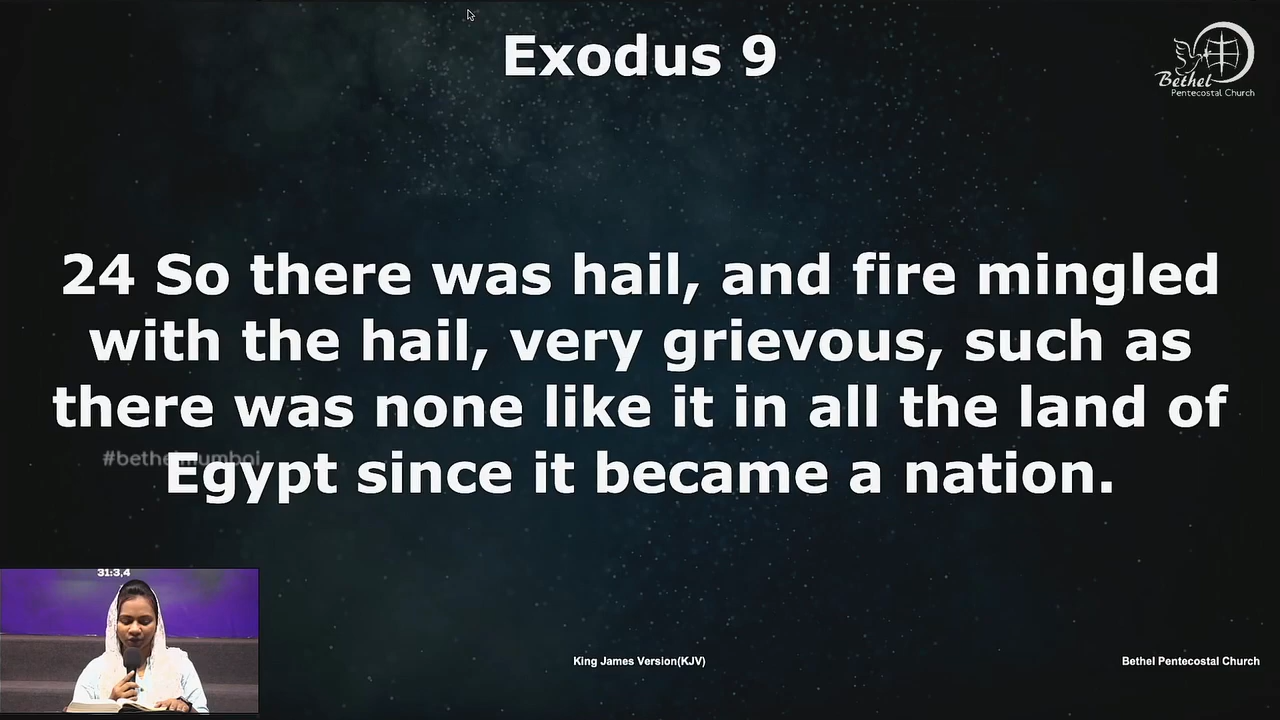 Exodus 9
Bethel
Pentecostal Church
24 So there was hail, and fire mingled
with the hail, very grievous, such as
there was none like it in all the land of
#bethelmumbai
Egypt since it became a nation.
31:3,4
King James Version(KJV)
Bethel Pentecostal Church